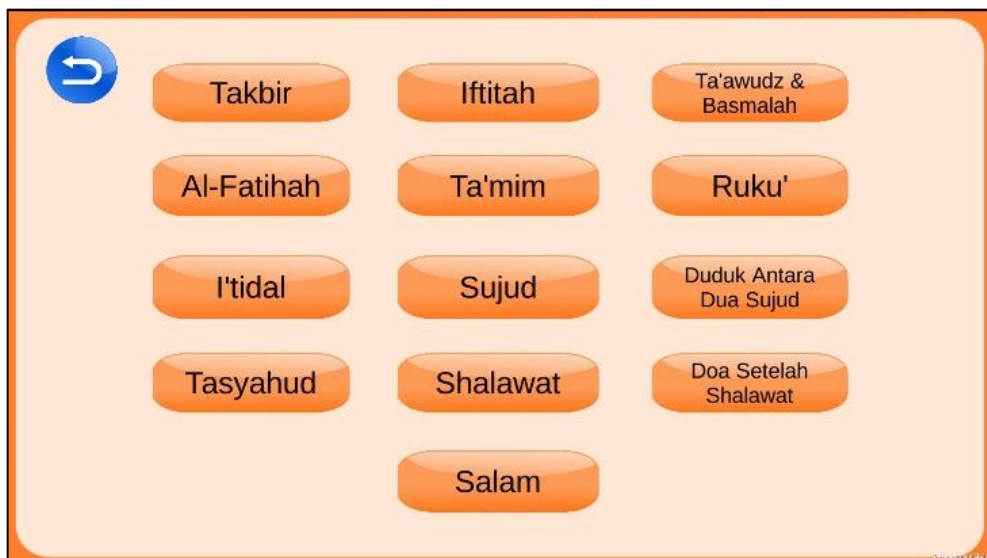 Takbir
Iftitah
Ta'awudz &
Basmalah
Al-Fatihah
Ta'mim
Ruku'
I'tidal
Sujud
Duduk Antara
Dua Sujud
Tasyahud
Shalawat
Doa Setelah
Shalawat
Salam